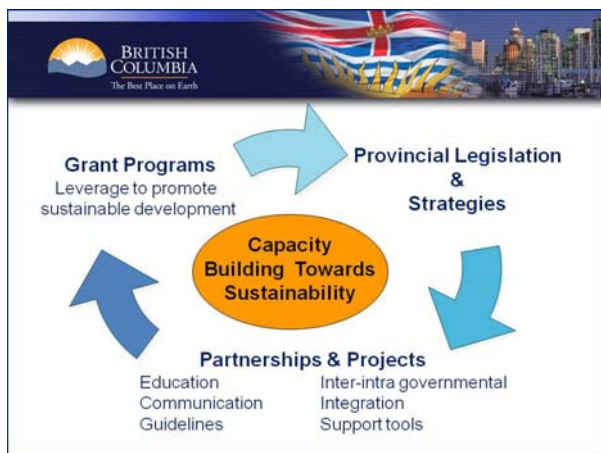 BRITISH
COLUMBIA
The Best Place on Earth
Grant Programs
Leverage to promote
sustainable development
Provincial Legislation
&
Strategies
Capacity
Building Towards
Sustainability
Partnerships & Projects
Education
Communication
Guidelines
Inter-intra governmental
Integration
Support tools